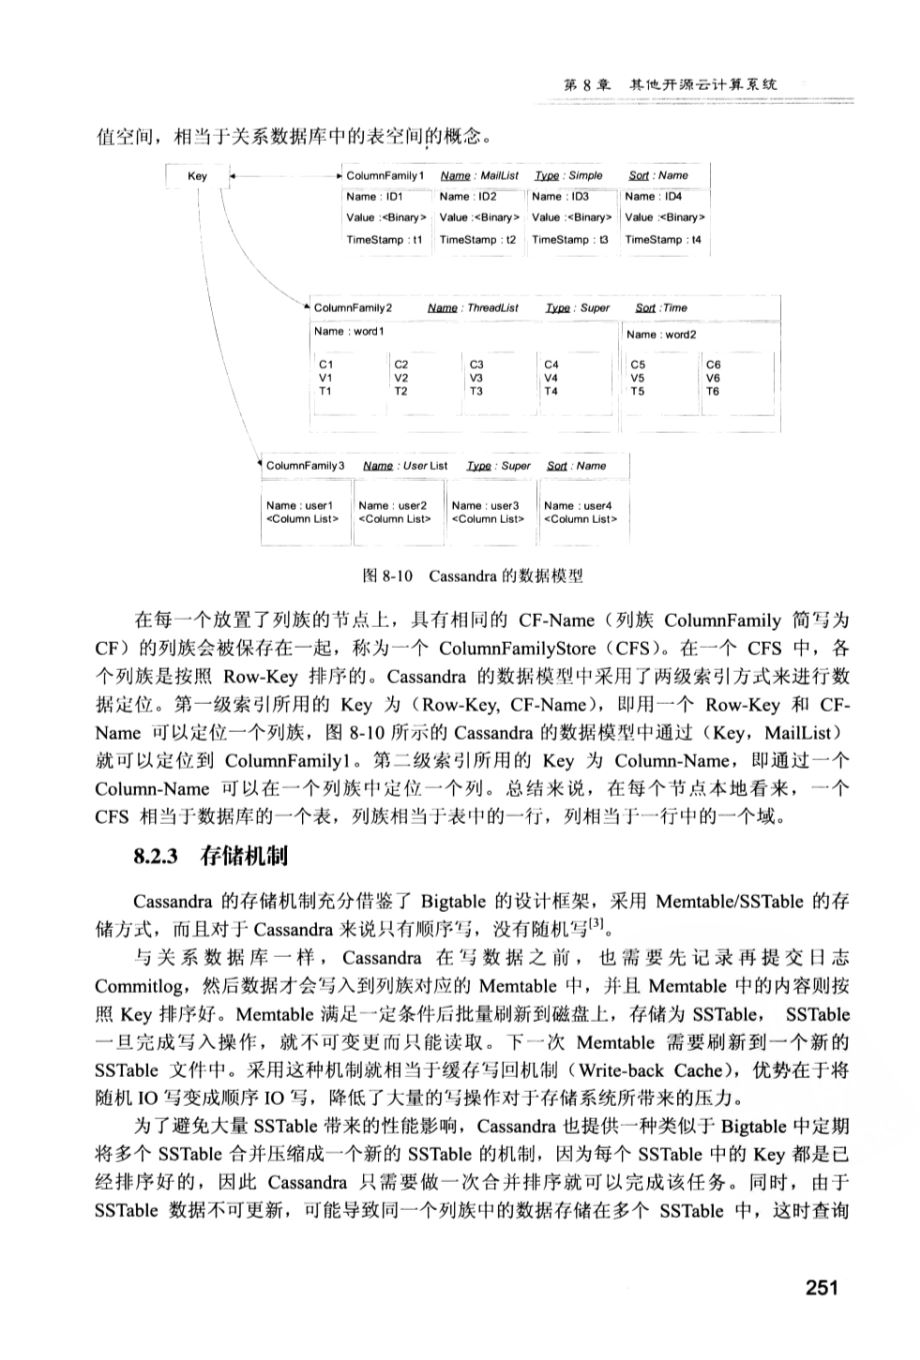 第 8 章 其他开源云计算系统
值空间，相当于关系数据库中的表空间的概念。
Key
ColumnFamily1 Name : MailList Type : Simple Sort : Name
Name : ID1 Name : ID2 Name : ID3 Name : ID4
Value :<Binary> Value :<Binary> Value :<Binary> Value :<Binary>
TimeStamp : t1 TimeStamp : t2 TimeStamp : t3 TimeStamp : t4
ColumnFamily2 Name : ThreadList Type : Super Sort :Time
Name : word1 Name : word2
C1 C2 C3 C4 C5 C6
V1 V2 V3 V4 V5 V6
T1 T2 T3 T4 T5 T6
ColumnFamily3 Name : User List Type : Super Sort : Name
Name : user1 Name : user2 Name : user3 Name : user4
<Column List> <Column List> <Column List> <Column List>
图 8-10 Cassandra 的数据模型
在每一个放置了列族的节点上，具有相同的 CF-Name（列族 ColumnFamily 简写为
CF）的列族会被保存在一起，称为一个 ColumnFamilyStore（CFS）。在一个 CFS 中，各
个列族是按照 Row-Key 排序的。Cassandra 的数据模型中采用了两级索引方式来进行数
据定位。第一级索引所用的 Key 为（Row-Key, CF-Name），即用一个 Row-Key 和 CF-
Name 可以定位一个列族，图 8-10 所示的 Cassandra 的数据模型中通过（Key，MailList）
就可以定位到 ColumnFamily1。第二级索引所用的 Key 为 Column-Name，即通过一个
Column-Name 可以在一个列族中定位一个列。总结来说，在每个节点本地看来，一个
CFS 相当于数据库的一个表，列族相当于表中的一行，列相当于一行中的一个域。
8.2.3 存储机制
Cassandra 的存储机制充分借鉴了 Bigtable 的设计框架，采用 Memtable/SSTable 的存
储方式，而且对于 Cassandra 来说只有顺序写，没有随机写[3]。
与关系数据库一样，Cassandra 在写数据之前，也需要先记录再提交日志
Commitlog，然后数据才会写入到列族对应的 Memtable 中，并且 Memtable 中的内容则按
照 Key 排序好。Memtable 满足一定条件后批量刷新到磁盘上，存储为 SSTable， SSTable
一旦完成写入操作，就不可变更而只能读取。下一次 Memtable 需要刷新到一个新的
SSTable 文件中。采用这种机制就相当于缓存写回机制（Write-back Cache），优势在于将
随机 IO 写变成顺序 IO 写，降低了大量的写操作对于存储系统所带来的压力。
为了避免大量 SSTable 带来的性能影响，Cassandra 也提供一种类似于 Bigtable 中定期
将多个 SSTable 合并压缩成一个新的 SSTable 的机制，因为每个 SSTable 中的 Key 都是已
经排序好的，因此 Cassandra 只需要做一次合并排序就可以完成该任务。同时，由于
SSTable 数据不可更新，可能导致同一个列族中的数据存储在多个 SSTable 中，这时查询
251